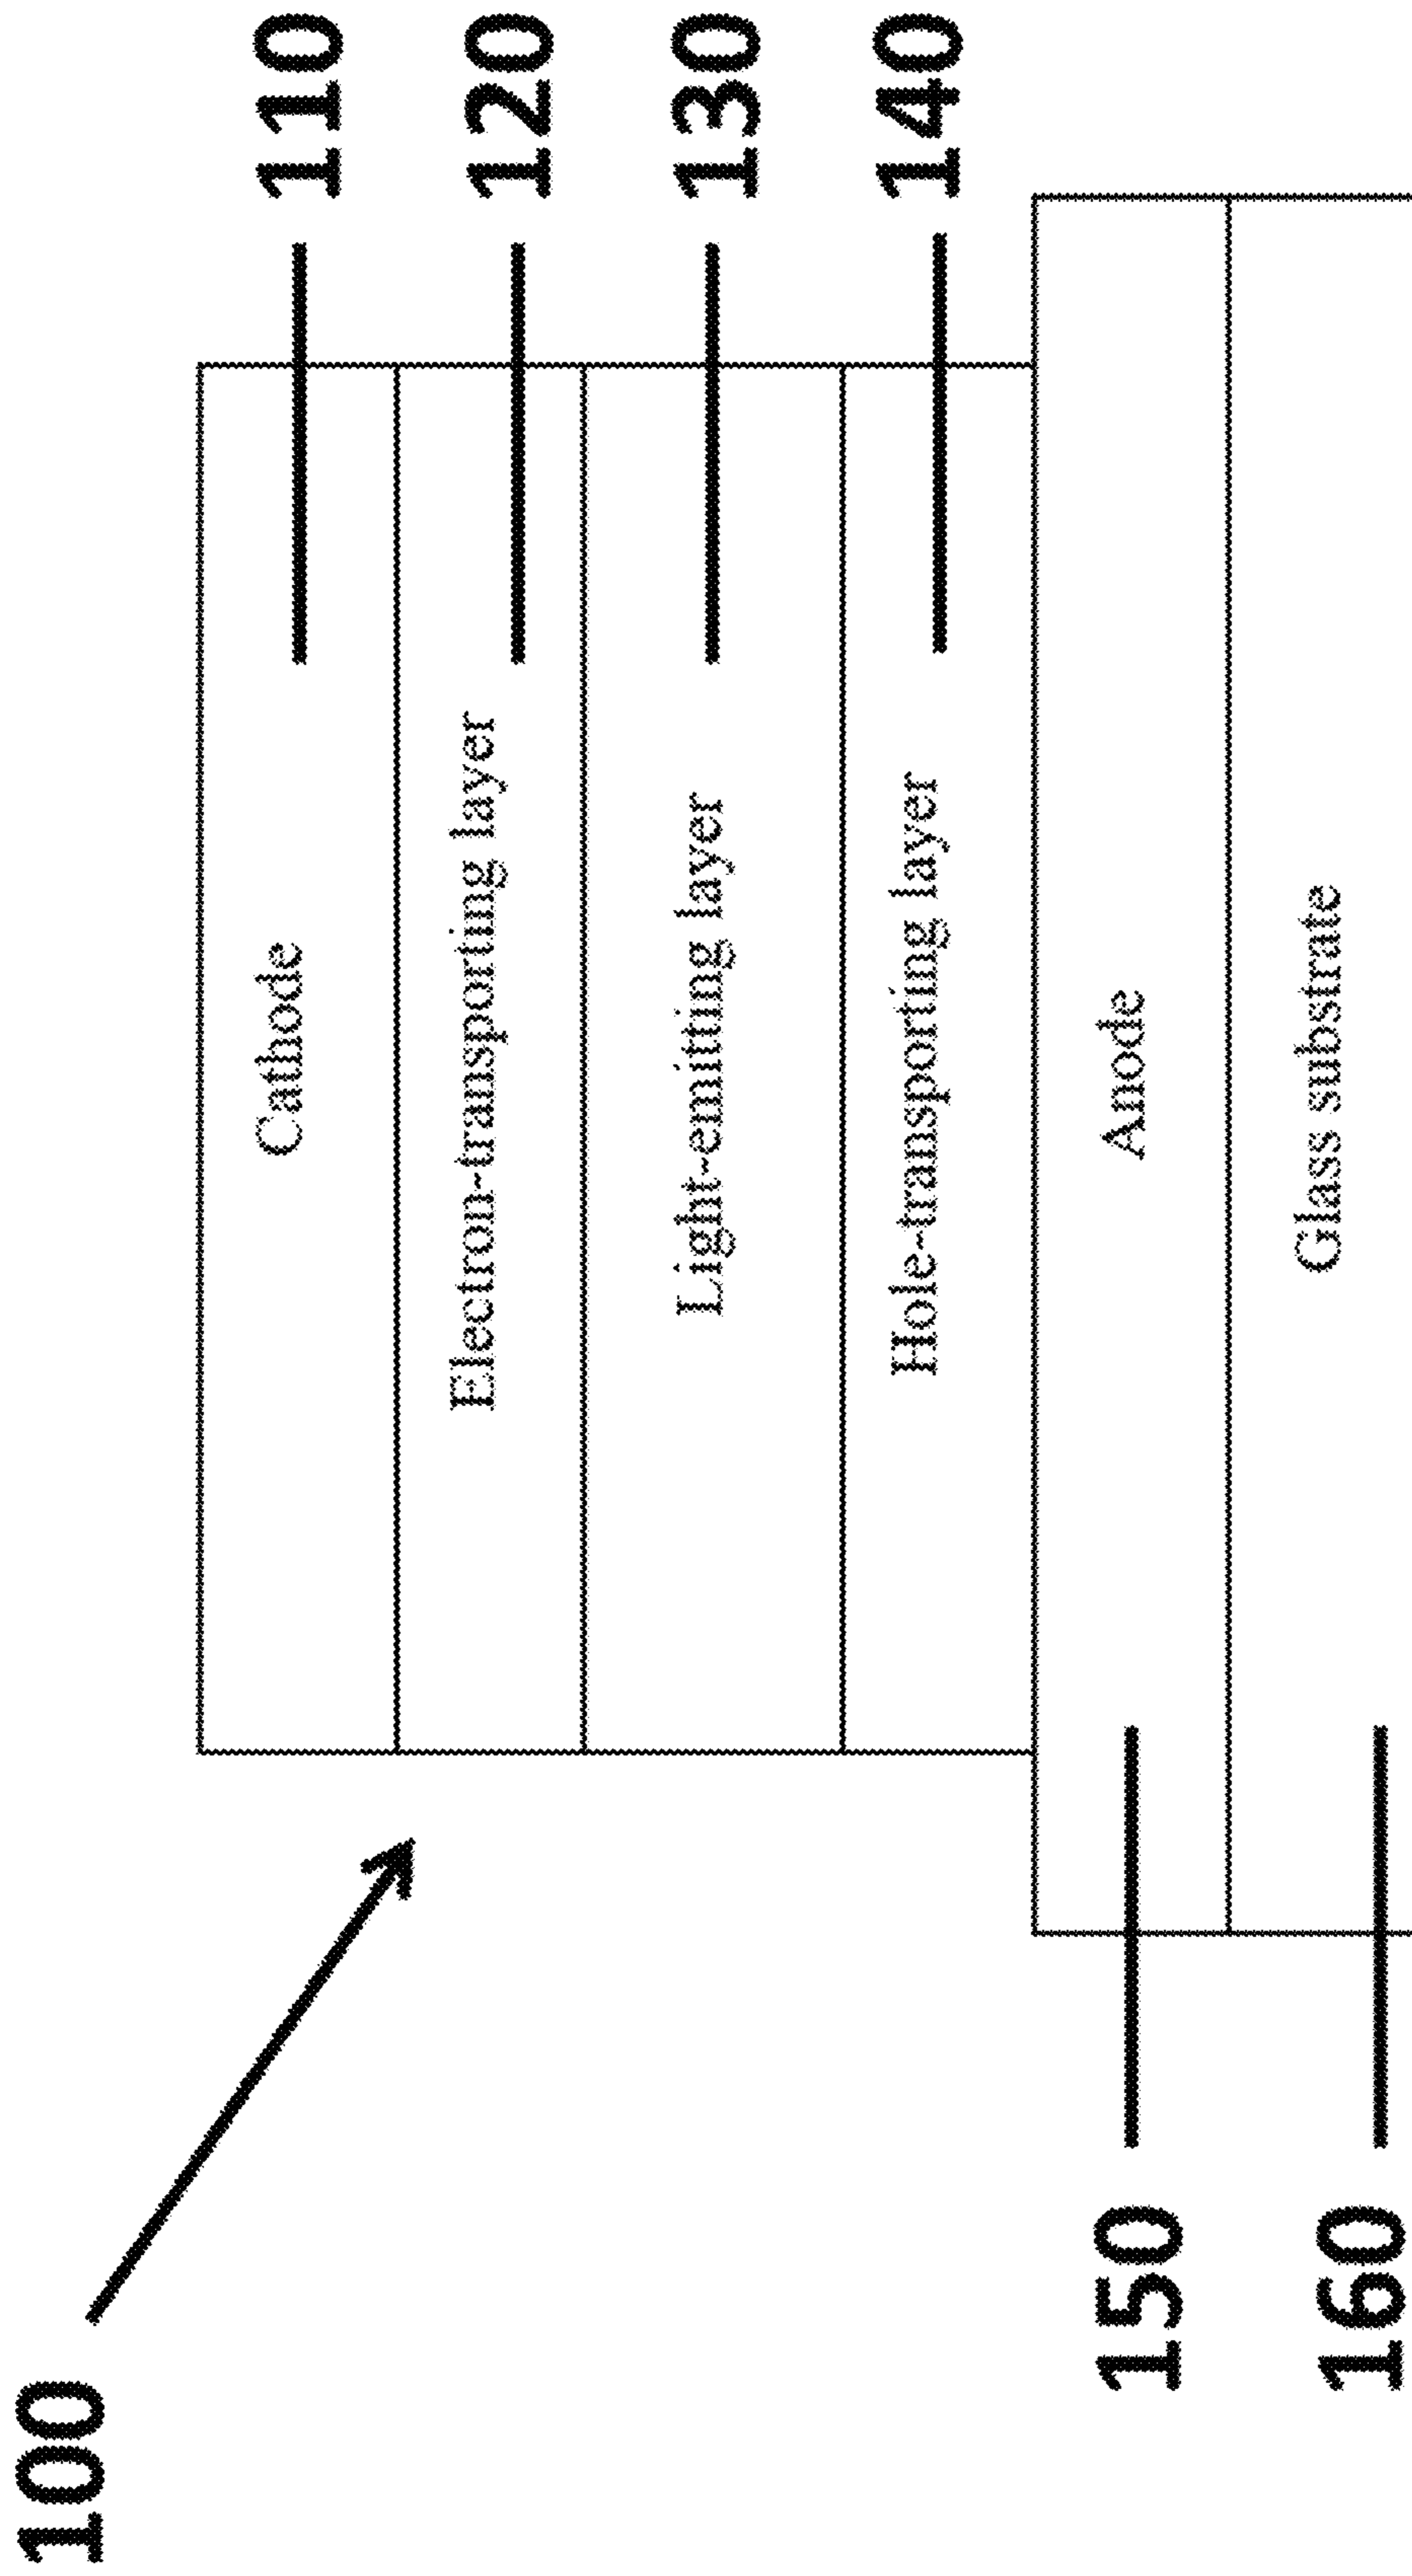 100
Cathode
110
Electron-transporting layer
120
Light-emitting layer
130
Hole-transporting layer
140
150
Anode
160
Glass substrate